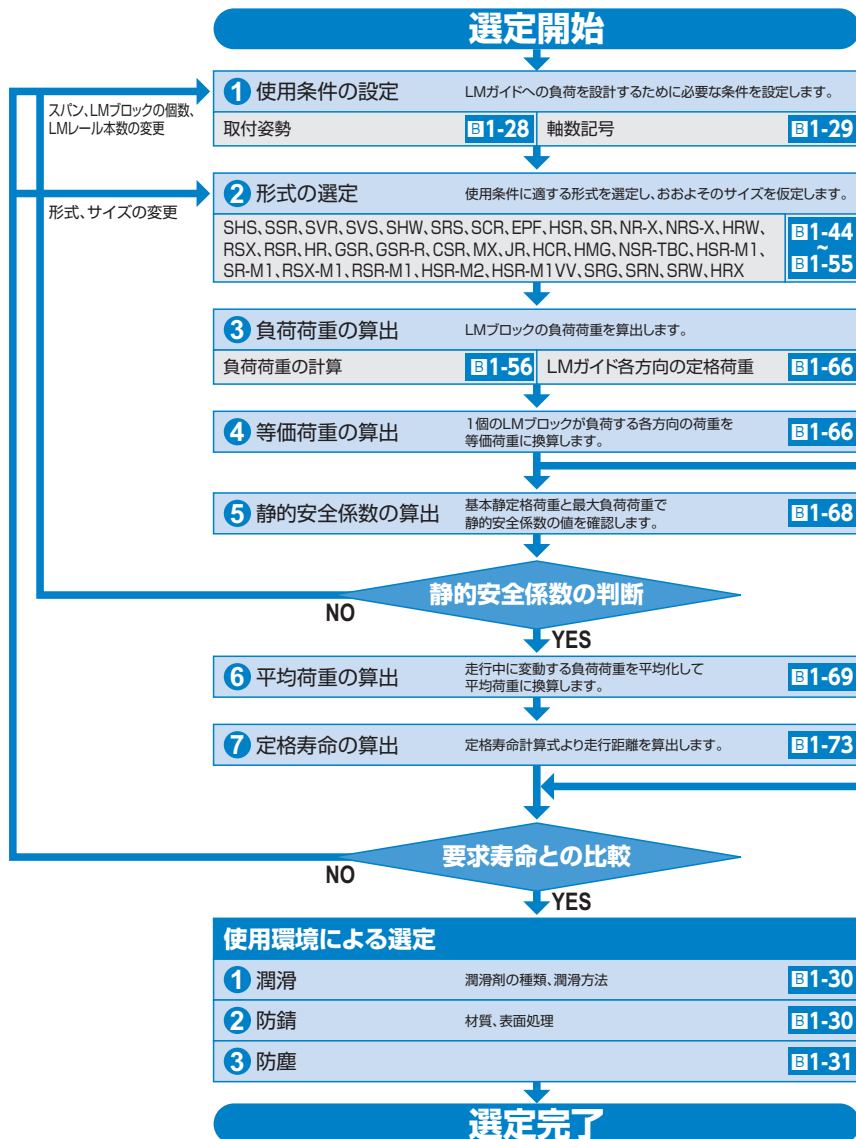 選定開始
1 使用条件の設定 LMガイドへの負荷を設計するために必要な条件を設定します。
スパン、LMブロックの個数、
LMレール本数の変更
取付姿勢 B1-28 軸数記号 B1-29
2 形式の選定 使用条件に適する形式を選定し、おおよそのサイズを仮定します。
形式、サイズの変更
SHS、SSR、SVR、SVS、SHW、SRS、SCR、EPF、HSR、SR、NR-X、NRS-X、HRW、
RSX、RSR、HR、GSR、GSR-R、CSR、MX、JR、HCR、HMG、NSR-TBC、HSR-M1、
SR-M1、RSX-M1、RSR-M1、HSR-M2、HSR-M1VV、SRG、SRN、SRW、HRX
B1-44
~
B1-55
3 負荷荷重の算出 LMブロックの負荷荷重を算出します。
負荷荷重の計算 B1-56 LMガイド各方向の定格荷重 B1-66
4 等価荷重の算出 1個のLMブロックが負荷する各方向の荷重を
等価荷重に換算します。 B1-66
5 静的安全係数の算出 基本静定格荷重と最大負荷荷重で
静的安全係数の値を確認します。 B1-68
静的安全係数の判断
NO
YES
6 平均荷重の算出 走行中に変動する負荷荷重を平均化して
平均荷重に換算します。 B1-69
7 定格寿命の算出 定格寿命計算式より走行距離を算出します。 B1-73
要求寿命との比較
NO
YES
使用環境による選定
1 潤滑 潤滑剤の種類、潤滑方法 B1-30
2 防錆 材質、表面処理 B1-30
3 防塵 B1-31
選定完了